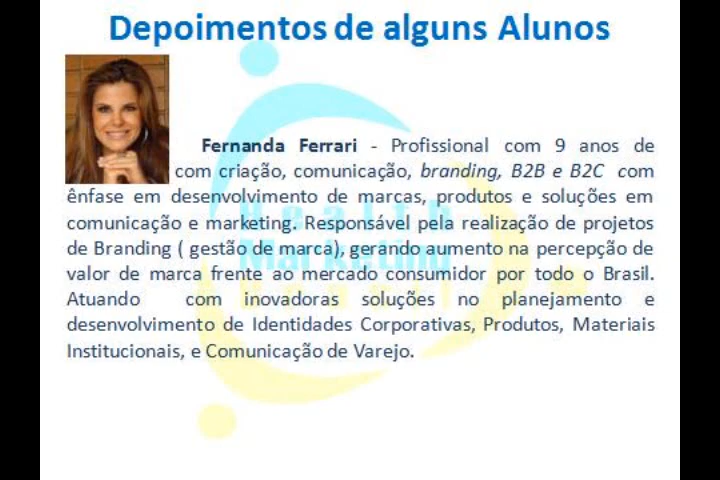 Depoimentos de alguns Alunos
Fernanda Ferrari - Profissional com 9 anos de
com criação, comunicação, branding, B2B e B2C com
ênfase em desenvolvimento de marcas, produtos e soluções em
comunicação e marketing. Responsável pela realização de projetos
de Branding ( gestão de marca), gerando aumento na percepção de
valor de marca frente ao mercado consumidor por todo o Brasil.
Atuando com inovadoras soluções no planejamento e
desenvolvimento de Identidades Corporativas, Produtos, Materiais
Institucionais, e Comunicação de Varejo.
Health
Marketing
Brasil